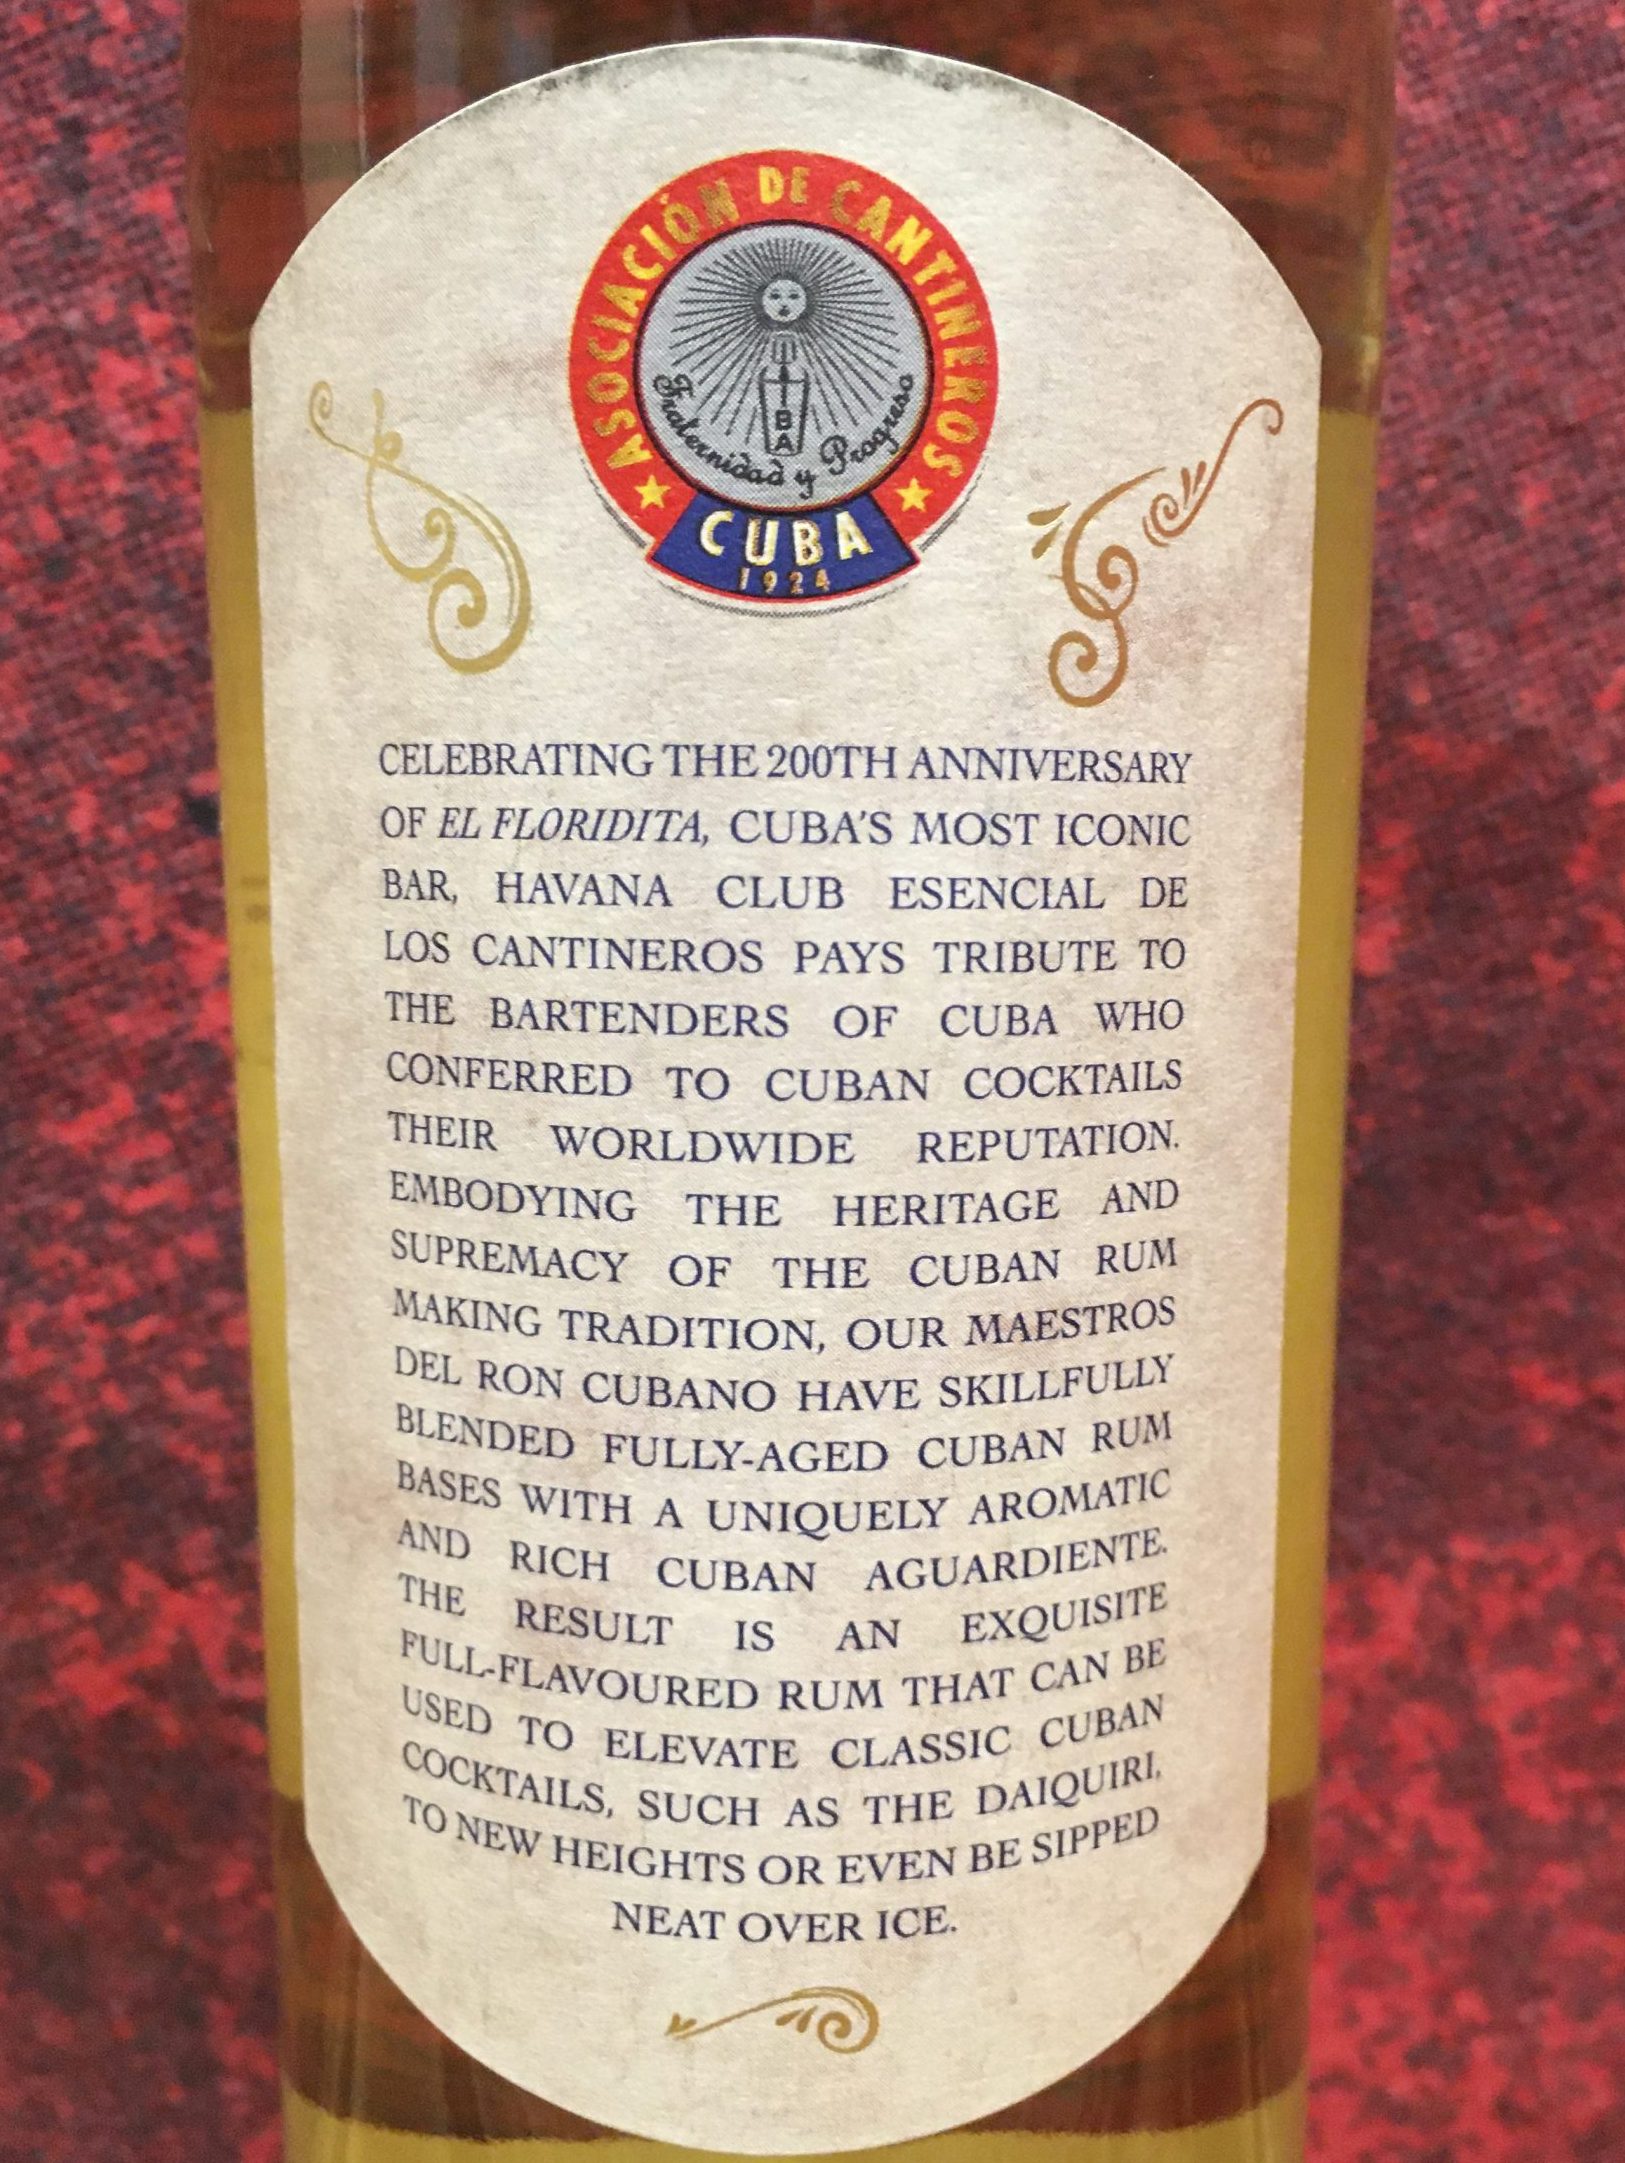 ASOCIACIÓN DE CANTINEROS
BA
Fraternidad y Progreso
CUBA
1924
CELEBRATING THE 200TH ANNIVERSARY
OF EL FLORIDITA, CUBA'S MOST ICONIC
BAR, HAVANA CLUB ESENCIAL DE
LOS CANTINEROS PAYS TRIBUTE TO
THE BARTENDERS OF CUBA WHO
CONFERRED TO CUBAN COCKTAILS
THEIR WORLDWIDE REPUTATION.
EMBODYING THE HERITAGE AND
SUPREMACY OF THE CUBAN RUM
MAKING TRADITION, OUR MAESTROS
DEL RON CUBANO HAVE SKILLFULLY
BLENDED FULLY-AGED CUBAN RUM
BASES WITH A UNIQUELY AROMATIC
AND RICH CUBAN AGUARDIENTE.
THE RESULT IS AN EXQUISITE
FULL-FLAVOURED RUM THAT CAN BE
USED TO ELEVATE CLASSIC CUBAN
COCKTAILS, SUCH AS THE DAIQUIRI,
TO NEW HEIGHTS OR EVEN BE SIPPED
NEAT OVER ICE.